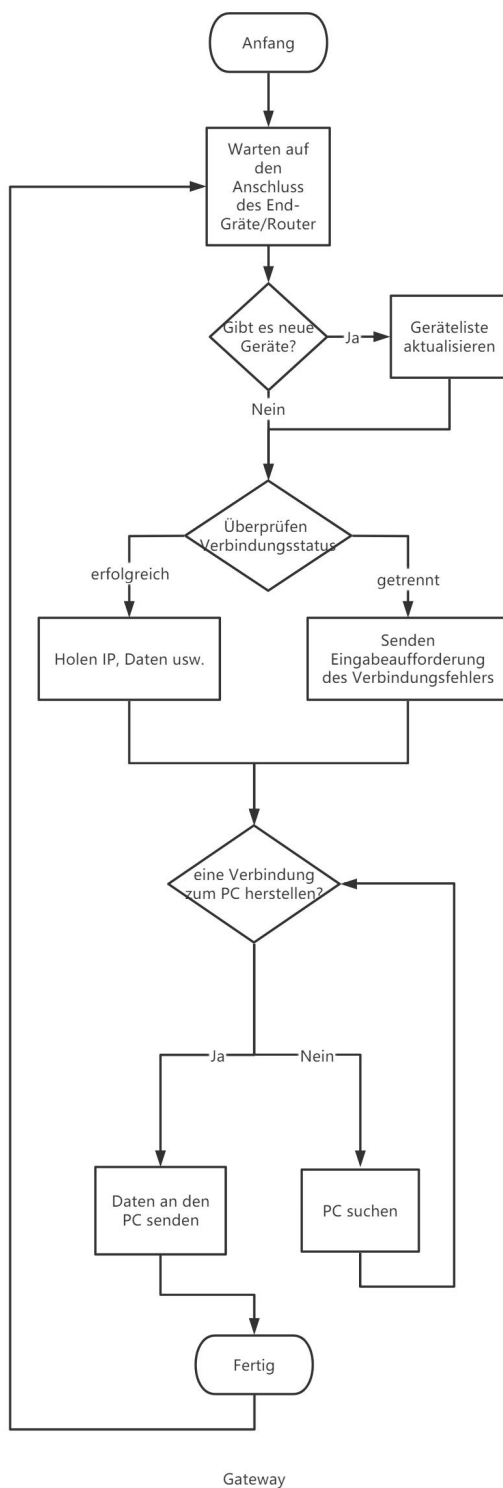 Anfang
Warten auf
den
Anschluss
des End-
Gräte/Router
Gibt es neue
Geräte?
Ja
Geräteliste
aktualisieren
Nein
Überprüfen
Verbindungsstatus
erfolgreich
getrennt
Holen IP, Daten usw.
Senden
Eingabeaufforderung
des Verbindungsfehlers
eine Verbindung
zum PC herstellen?
Ja
Nein
Daten an den
PC senden
PC suchen
Fertig
Gateway